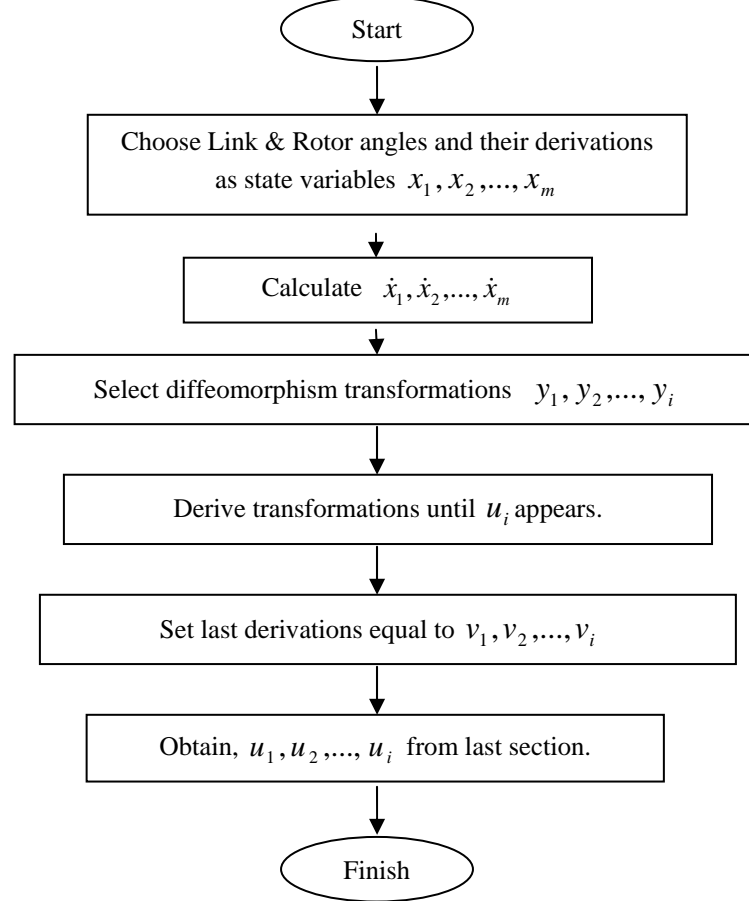 Start
Choose Link & Rotor angles and their derivations
as state variables x₁, x₂,..., xₘ
Calculate ẋ₁, ẋ₂,..., ẋₘ
Select diffeomorphism transformations y₁, y₂,..., yᵢ
Derive transformations until uᵢ appears.
Set last derivations equal to v₁, v₂,..., vᵢ
Obtain, u₁, u₂,..., uᵢ from last section.
Finish